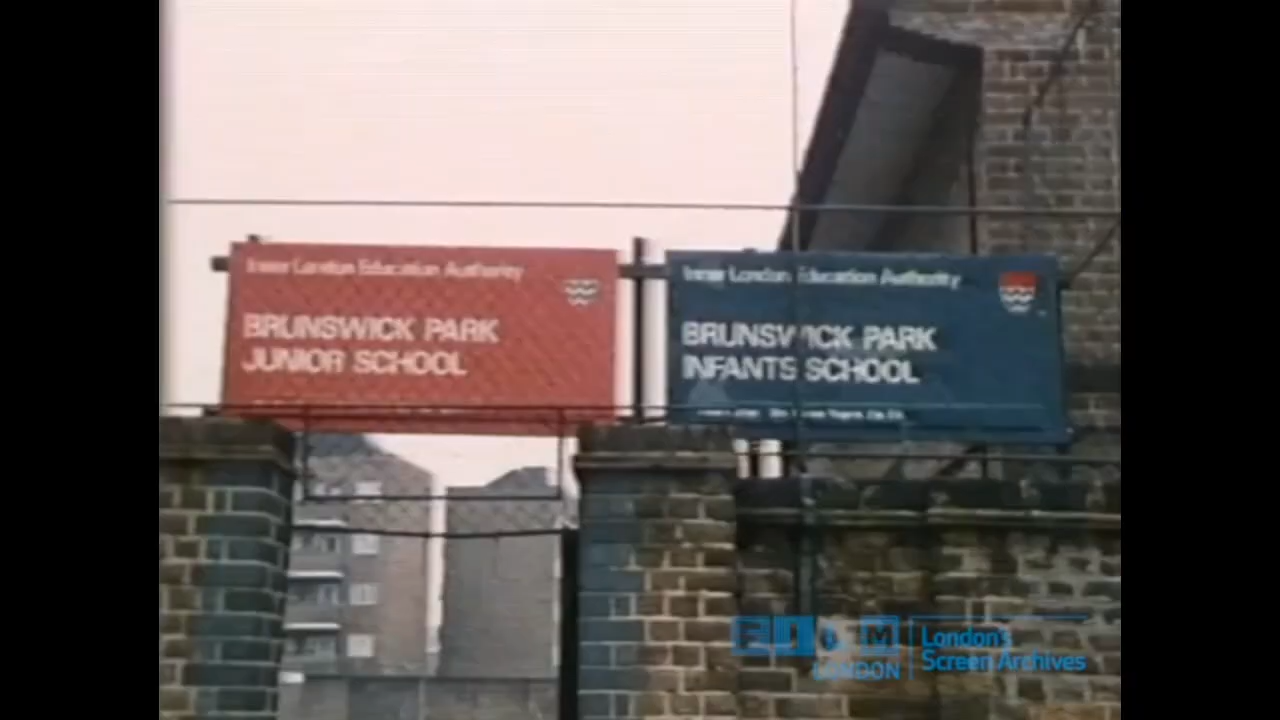 Inner London Education Authority
BRUNSWICK PARK
JUNIOR SCHOOL
Inner London Education Authority
BRUNSWICK PARK
INFANTS SCHOOL
FILM
LONDON
London's
Screen Archives